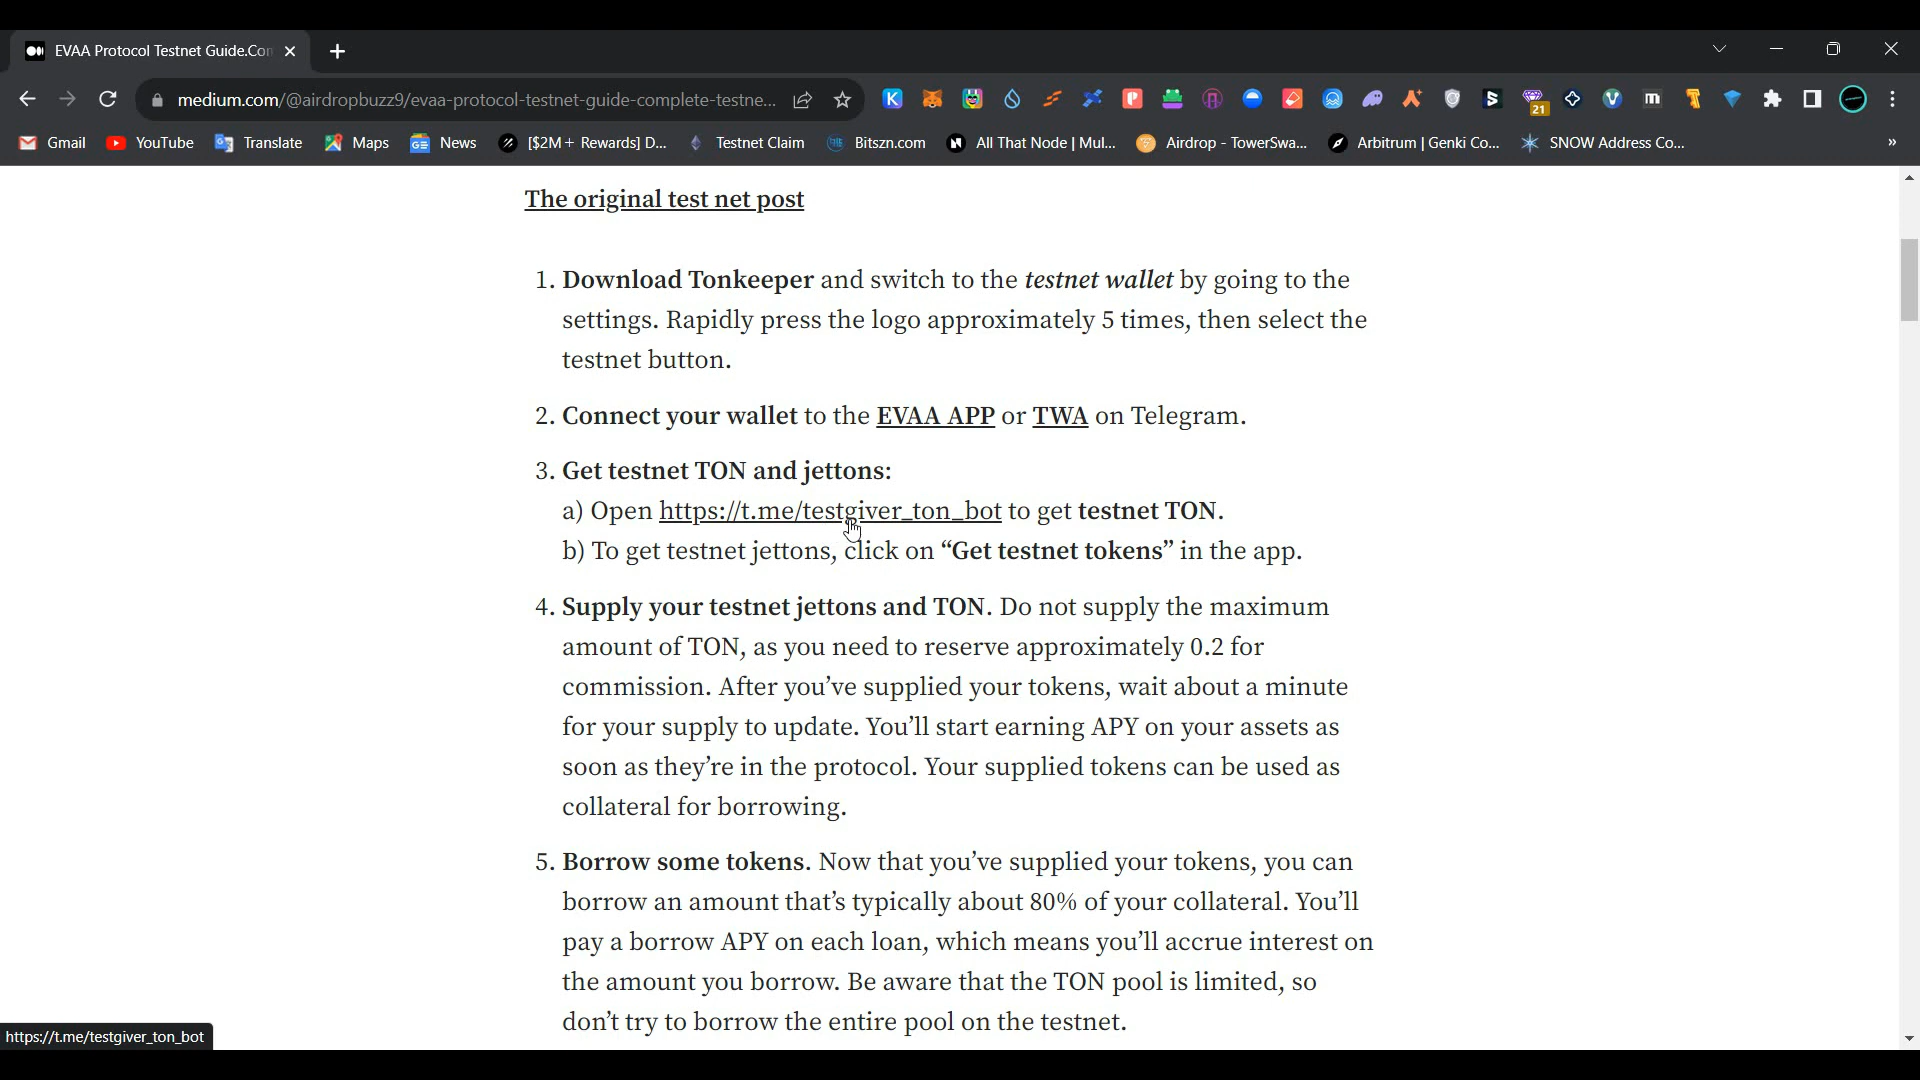 EVAA Protocol Testnet Guide.Con
medium.com/@airdropbuzz9/evaa-protocol-testnet-guide-complete-testne...
21
Gmail YouTube Translate Maps News [$2M+ Rewards] D... Testnet Claim Bitszn.com All That Node | Mul... Airdrop - TowerSwa... Arbitrum | Genki Co... SNOW Address Co... »
The original test net post
1. Download Tonkeeper and switch to the testnet wallet by going to the
settings. Rapidly press the logo approximately 5 times, then select the
testnet button.
2. Connect your wallet to the EVAA APP or TWA on Telegram.
3. Get testnet TON and jettons:
a) Open https://t.me/testgiver_ton_bot to get testnet TON.
b) To get testnet jettons, click on “Get testnet tokens” in the app.
4. Supply your testnet jettons and TON. Do not supply the maximum
amount of TON, as you need to reserve approximately 0.2 for
commission. After you’ve supplied your tokens, wait about a minute
for your supply to update. You’ll start earning APY on your assets as
soon as they’re in the protocol. Your supplied tokens can be used as
collateral for borrowing.
5. Borrow some tokens. Now that you’ve supplied your tokens, you can
borrow an amount that’s typically about 80% of your collateral. You’ll
pay a borrow APY on each loan, which means you’ll accrue interest on
the amount you borrow. Be aware that the TON pool is limited, so
don’t try to borrow the entire pool on the testnet.
https://t.me/testgiver_ton_bot